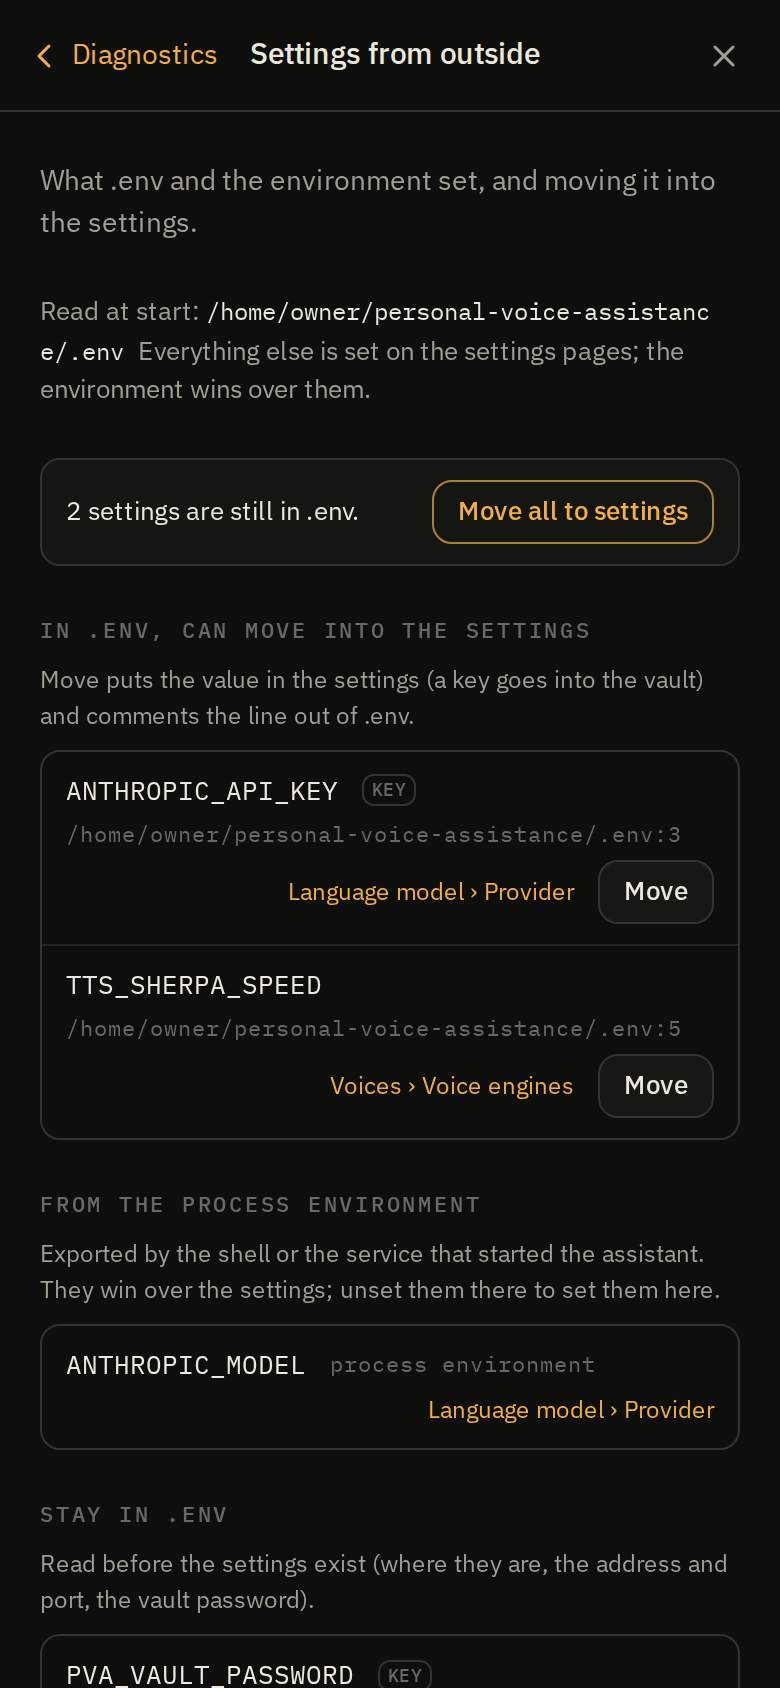 Diagnostics Settings from outside
What .env and the environment set, and moving it into
the settings.
Read at start: /home/owner/personal-voice-assistanc
e/.env Everything else is set on the settings pages; the
environment wins over them.
2 settings are still in .env. Move all to settings
IN .ENV, CAN MOVE INTO THE SETTINGS
Move puts the value in the settings (a key goes into the vault)
and comments the line out of .env.
ANTHROPIC_API_KEY KEY
/home/owner/personal-voice-assistance/.env:3
Language model › Provider Move
TTS_SHERPA_SPEED
/home/owner/personal-voice-assistance/.env:5
Voices › Voice engines Move
FROM THE PROCESS ENVIRONMENT
Exported by the shell or the service that started the assistant.
They win over the settings; unset them there to set them here.
ANTHROPIC_MODEL process environment
Language model › Provider
STAY IN .ENV
Read before the settings exist (where they are, the address and
port, the vault password).
PVA_VAULT_PASSWORD KEY